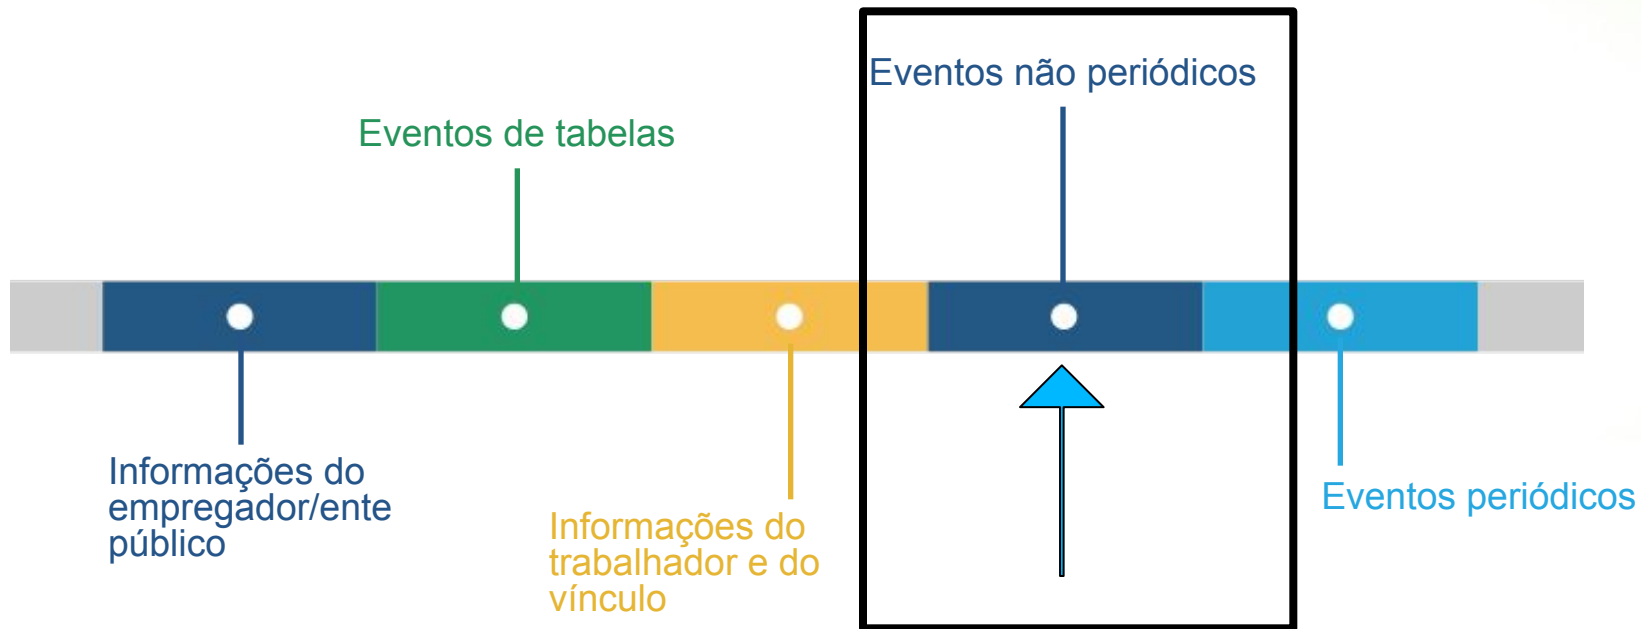 Eventos não periódicos
Eventos de tabelas
Informações do
empregador/ente
público
Informações do
trabalhador e do
vínculo
Eventos periódicos